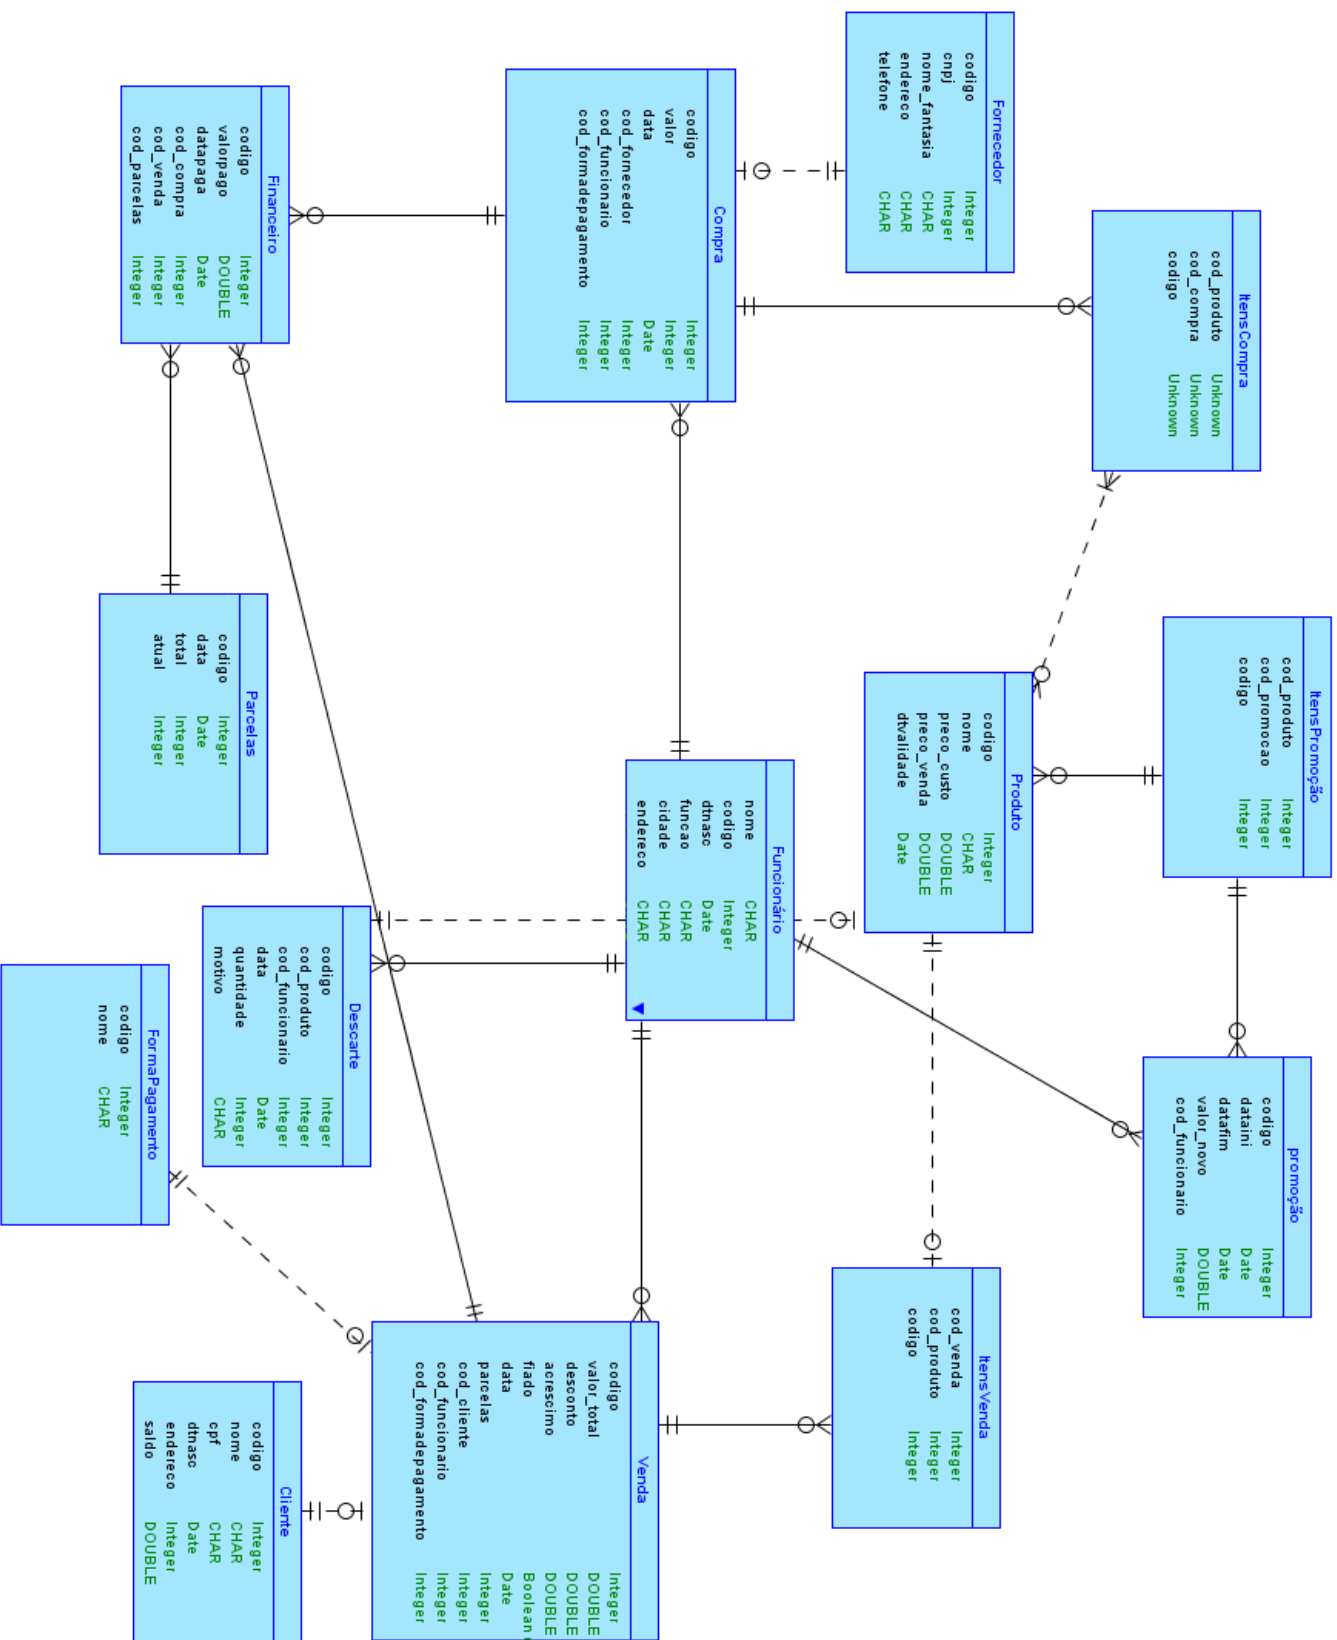 Fornecedor
codigo Integer
cnpj Integer
nome_fantasia CHAR
endereco CHAR
telefone CHAR
ItensCompra
cod_produto Unknown
cod_compra Unknown
codigo Unknown
Compra
codigo Integer
valor Integer
data Date
cod_fornecedor Integer
cod_funcionario Integer
cod_formadepagamento Integer
Financeiro
codigo Integer
valorpago DOUBLE
datapaga Date
cod_compra Integer
cod_venda Integer
cod_parcelas Integer
ItensPromoção
cod_produto Integer
cod_promocao Integer
codigo Integer
Produto
codigo Integer
nome CHAR
preco_custo DOUBLE
preco_venda DOUBLE
dtvalidade Date
Funcionário
nome CHAR
codigo Integer
dtnasc Date
funcao CHAR
cidade CHAR
endereco CHAR
Parcelas
codigo Integer
data Date
total Integer
atual Integer
promoção
codigo Integer
dataini Date
datafim Date
valor_novo DOUBLE
cod_funcionario Integer
Descarte
codigo Integer
cod_produto Integer
cod_funcionario Integer
data Date
quantidade Integer
motivo CHAR
FormaPagamento
codigo Integer
nome CHAR
ItensVenda
cod_venda Integer
cod_produto Integer
codigo Integer
Venda
codigo Integer
valor_total DOUBLE
desconto DOUBLE
acrescimo DOUBLE
fiado Boolean
data Date
parcelas Integer
cod_cliente Integer
cod_funcionario Integer
cod_formadepagamento Integer
Cliente
codigo Integer
nome CHAR
cpf CHAR
dtnasc Date
endereco Integer
saldo DOUBLE